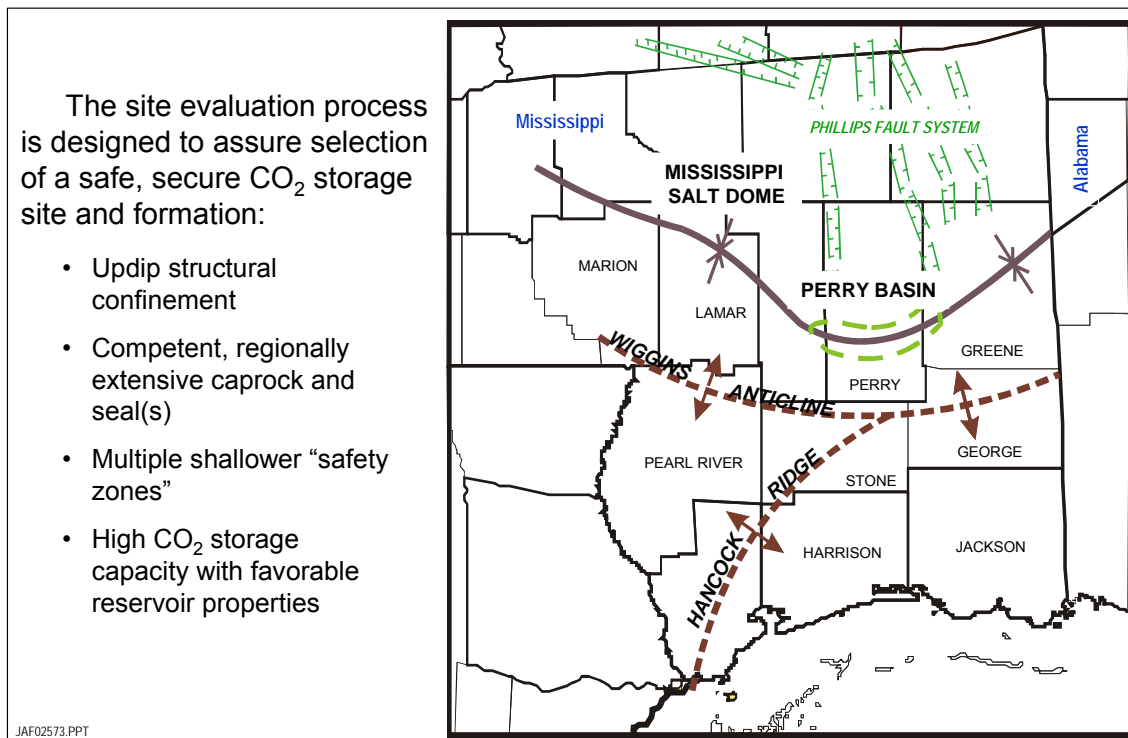 The site evaluation process
is designed to assure selection
of a safe, secure CO₂ storage
site and formation:
• Updip structural
confinement
• Competent, regionally
extensive caprock and
seal(s)
• Multiple shallower “safety
zones”
• High CO₂ storage
capacity with favorable
reservoir properties
JAF02573.PPT
Mississippi
PHILLIPS FAULT SYSTEM
Alabama
MISSISSIPPI
SALT DOME
MARION
LAMAR
PERRY BASIN
GREENE
WIGGINS
ANTICLINE
PERRY
PEARL RIVER
RIDGE
STONE
GEORGE
HANCOCK
HARRISON
JACKSON